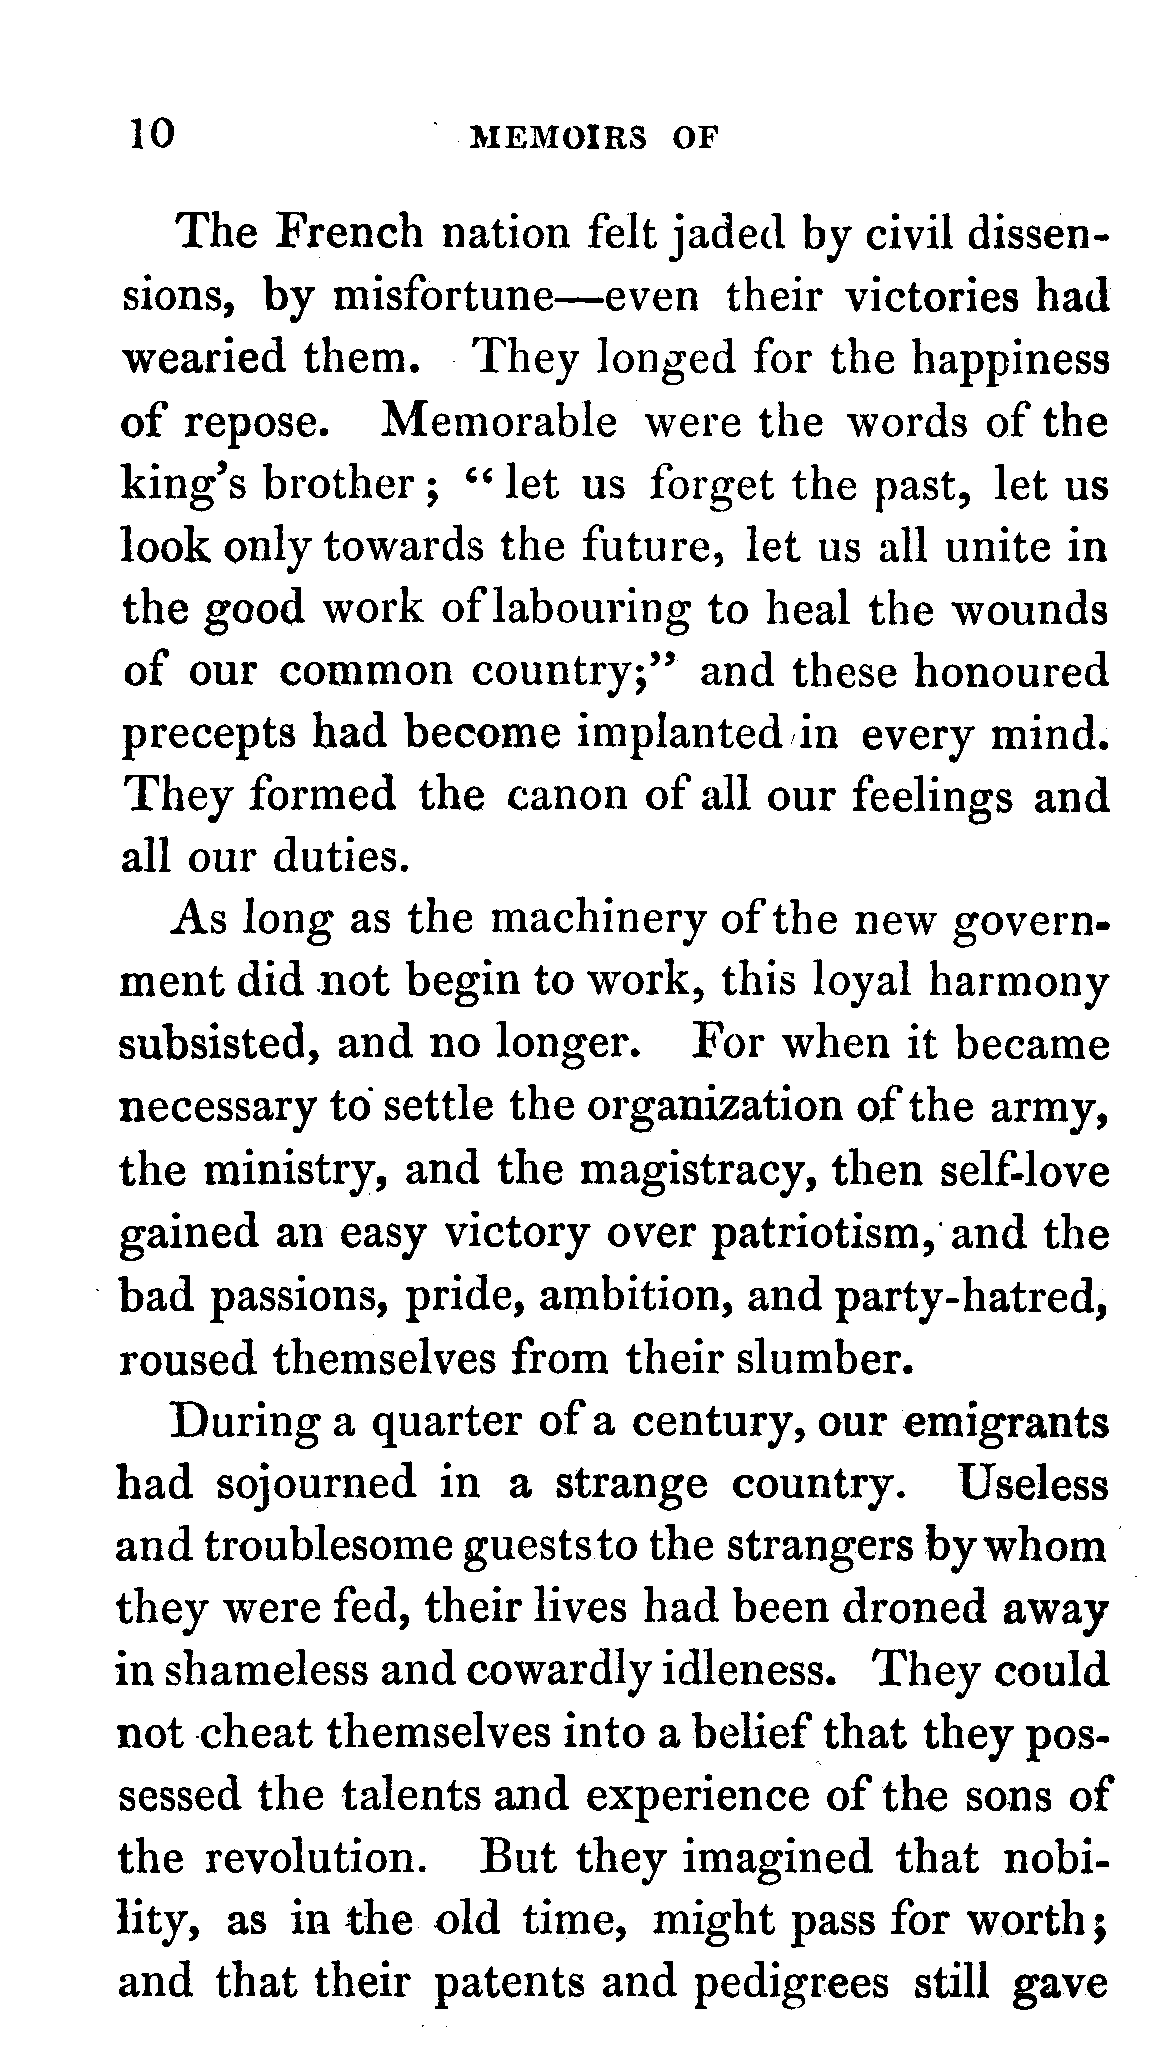 10 MEMOIRS OF
The French nation felt jaded by civil dissen-
sions, by misfortune—even their victories had
wearied them. They longed for the happiness
of repose. Memorable were the words of the
king's brother; "let us forget the past, let us
look only towards the future, let us all unite in
the good work of labouring to heal the wounds
of our common country;" and these honoured
precepts had become implanted in every mind.
They formed the canon of all our feelings and
all our duties.
As long as the machinery of the new govern-
ment did not begin to work, this loyal harmony
subsisted, and no longer. For when it became
necessary to settle the organization of the army,
the ministry, and the magistracy, then self-love
gained an easy victory over patriotism, and the
bad passions, pride, ambition, and party-hatred,
roused themselves from their slumber.
During a quarter of a century, our emigrants
had sojourned in a strange country. Useless
and troublesome guests to the strangers by whom
they were fed, their lives had been droned away
in shameless and cowardly idleness. They could
not cheat themselves into a belief that they pos-
sessed the talents and experience of the sons of
the revolution. But they imagined that nobi-
lity, as in the old time, might pass for worth;
and that their patents and pedigrees still gave